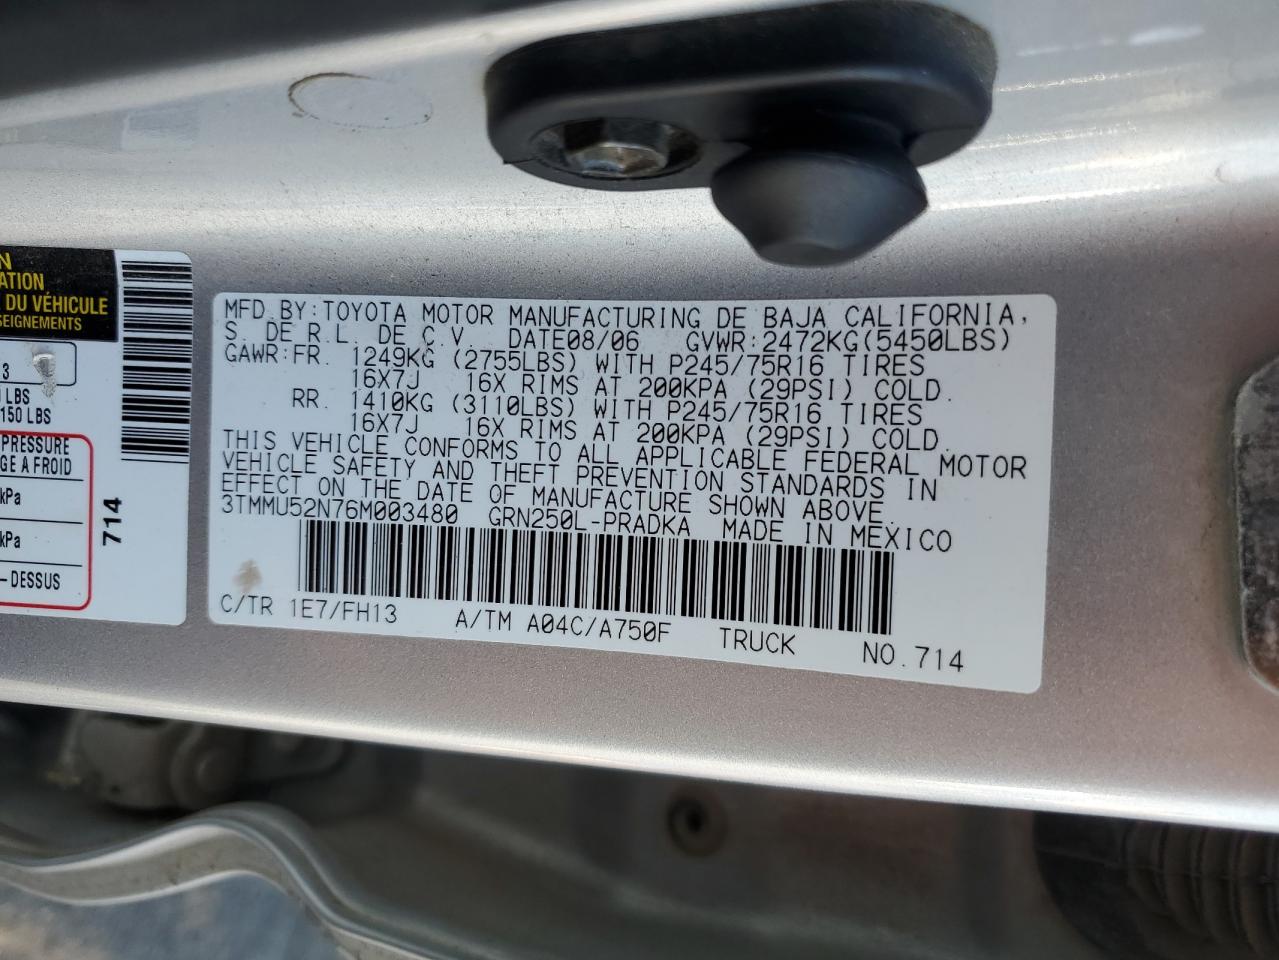 N
ATION
DU VÉHICULE
SEIGNEMENTS
3
LBS
150 LBS
PRESSURE
GE A FROID
kPa
kPa
-DESSUS
714
MFD.BY:TOYOTA MOTOR MANUFACTURING DE BAJA CALIFORNIA,
S. DE R.L. DE C.V. DATE08/06 GVWR:2472KG(5450LBS)
GAWR:FR. 1249KG (2755LBS) WITH P245/75R16 TIRES
16X7J 16X RIMS AT 200KPA (29PSI) COLD.
RR. 1410KG (3110LBS) WITH P245/75R16 TIRES
16X7J 16X RIMS AT 200KPA (29PSI) COLD.
THIS VEHICLE CONFORMS TO ALL APPLICABLE FEDERAL MOTOR
VEHICLE SAFETY AND THEFT PREVENTION STANDARDS IN
EFFECT ON THE DATE OF MANUFACTURE SHOWN ABOVE.
3TMMU52N76M003480 GRN250L-PRADKA MADE IN MEXICO
C/TR 1E7/FH13 A/TM A04C/A750F TRUCK NO.714